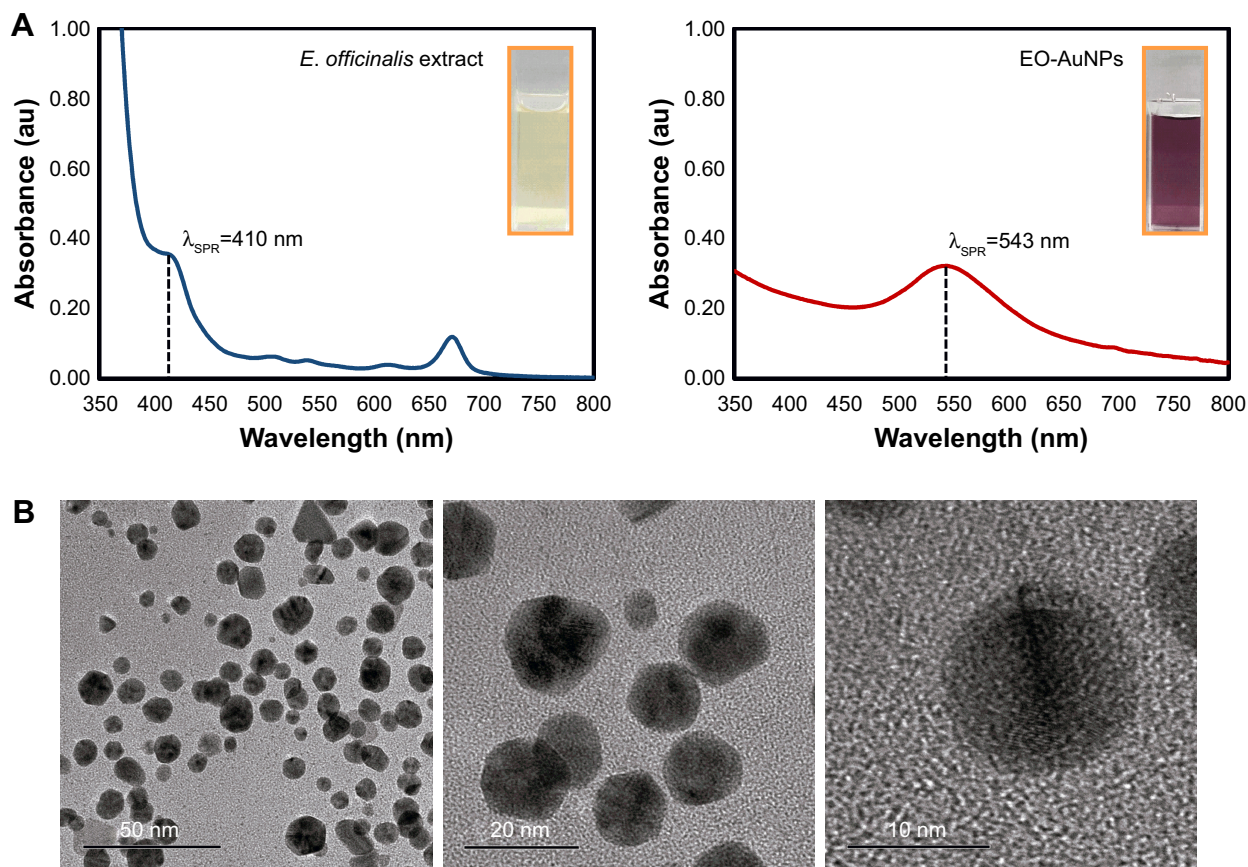 A
1.00
0.80
0.60
0.40
0.20
0.00
Absorbance (au)
E. officinalis extract
λSPR=410 nm
350 400 450 500 550 600 650 700 750 800
Wavelength (nm)
1.00
0.80
0.60
0.40
0.20
0.00
Absorbance (au)
EO-AuNPs
λSPR=543 nm
350 400 450 500 550 600 650 700 750 800
Wavelength (nm)
B
50 nm
20 nm
10 nm